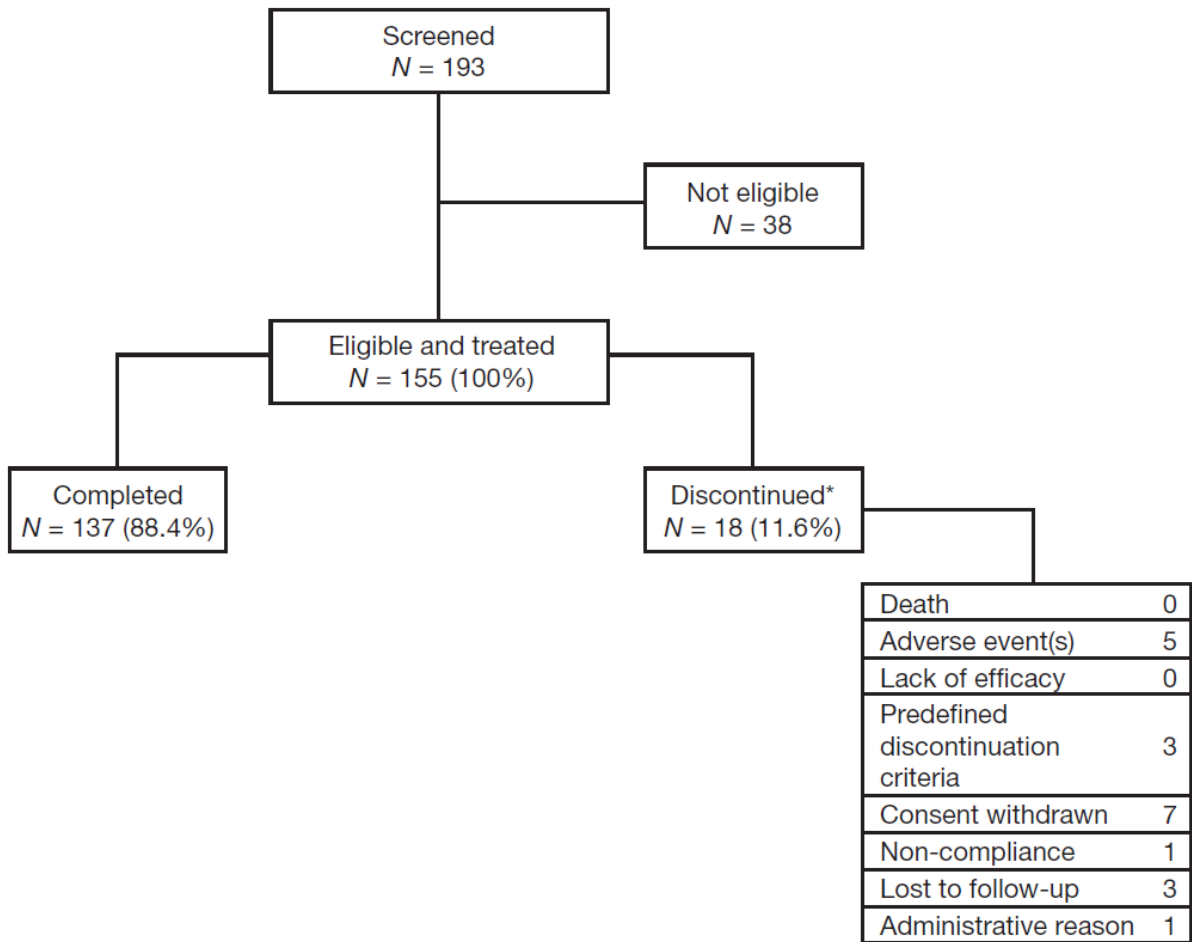 Screened
N = 193
Not eligible
N = 38
Eligible and treated
N = 155 (100%)
Completed
N = 137 (88.4%)
Discontinued*
N = 18 (11.6%)
Death 0
Adverse event(s) 5
Lack of efficacy 0
Predefined
discontinuation 3
criteria
Consent withdrawn 7
Non-compliance 1
Lost to follow-up 3
Administrative reason 1